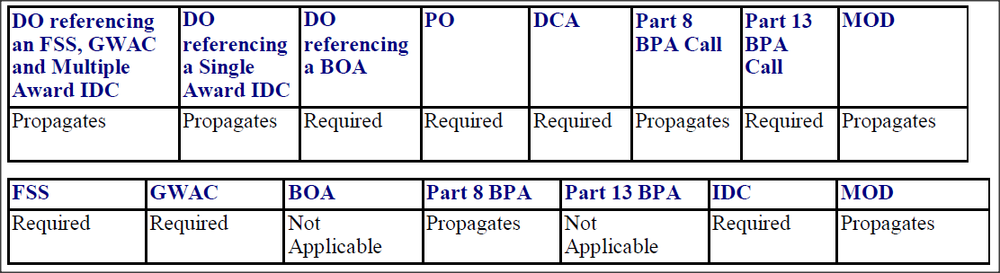 DO referencing an FSS, GWAC and Multiple Award IDC
DO referencing a Single Award IDC
DO referencing a BOA
PO
DCA
Part 8 BPA Call
Part 13 BPA Call
MOD
Propagates
Propagates
Required
Required
Required
Propagates
Required
Propagates
FSS
GWAC
BOA
Part 8 BPA
Part 13 BPA
IDC
MOD
Required
Required
Not Applicable
Propagates
Not Applicable
Required
Propagates